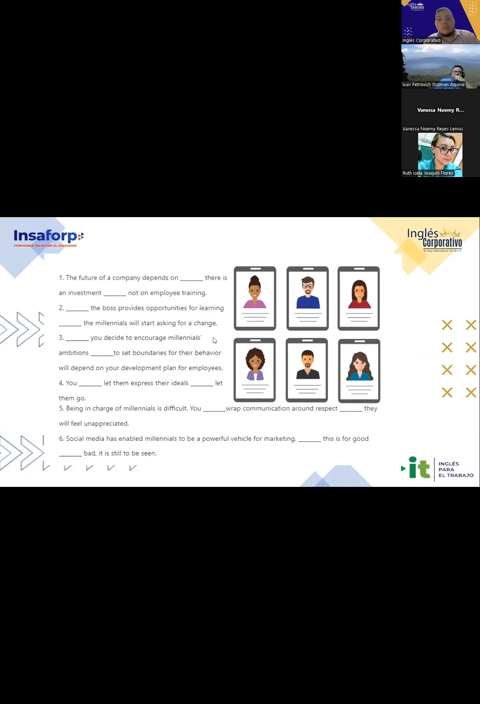 Inglés Corporativo
Ivan Petrovich Guzman Aquino
Vanessa Noemy R...
Vanessa Noemy Reyes Lemus
Ruth Joaquin Flores
Insaforp
Inglés
Corporativo
1. The future of a company depends on _______ there is
an investment _______ not on employee training.
2. _______ the boss provides opportunities for learning
_______ the millennials will start asking for a change.
3. _______ you decide to encourage millennials'
ambitions _______to set boundaries for their behavior
will depend on your development plan for employees.
4. You _______ let them express their ideals _______ let
them go.
5. Being in charge of millennials is difficult. You _______wrap communication around respect _______ they
will feel unappreciated.
6. Social media has enabled millennials to be a powerful vehicle for marketing. _______ this is for good
_______ bad, it is still to be seen.
it
INGLÉS
PARA
EL TRABAJO